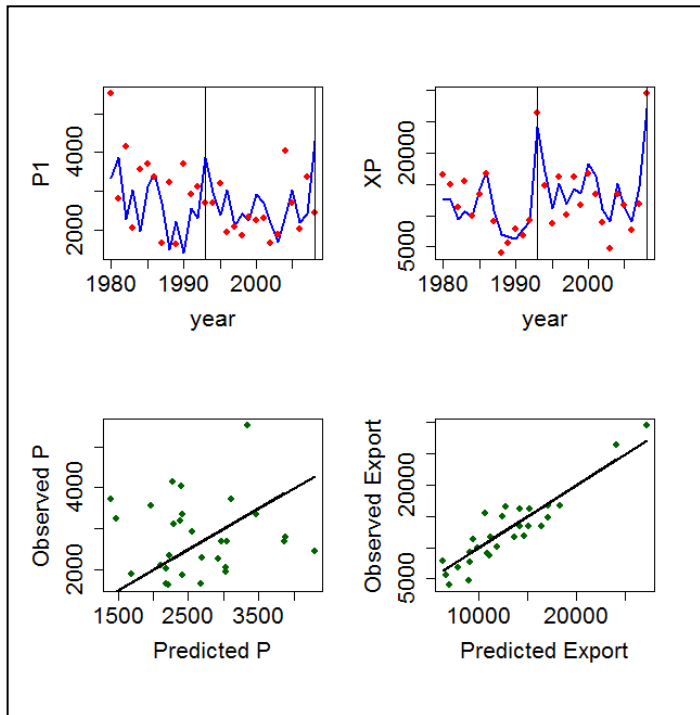 P1
2000 4000
1980 1990 2000
year
XP
5000 20000
1980 1990 2000
year
Observed P
2000 4000
1500 2500 3500
Predicted P
Observed Export
5000 20000
10000 20000
Predicted Export